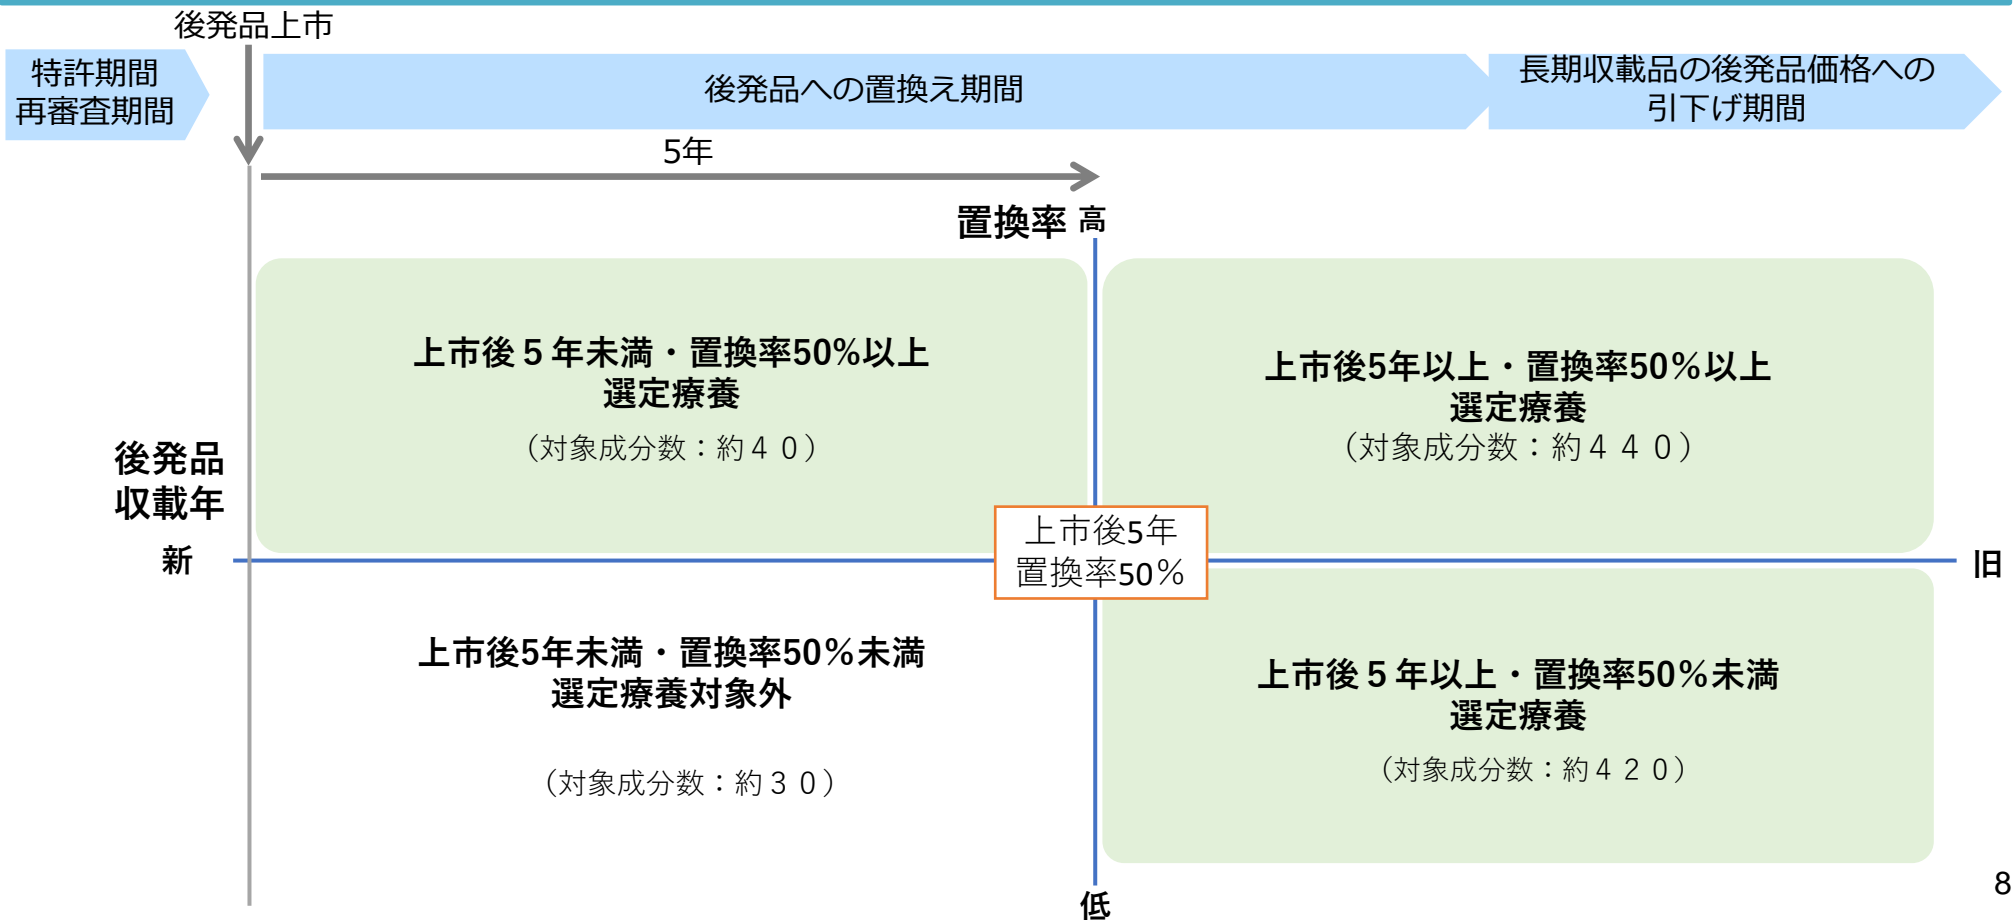 後発品上市
特許期間
再審査期間
後発品への置換え期間
長期収載品の後発品価格への
引下げ期間
5年
置換率 高
上市後５年未満・置換率50%以上
選定療養
（対象成分数：約４０）
上市後5年以上・置換率50％以上
選定療養
（対象成分数：約４４０）
後発品
収載年
新
上市後5年
置換率50％
旧
上市後5年未満・置換率50％未満
選定療養対象外
（対象成分数：約３０）
上市後５年以上・置換率50％未満
選定療養
（対象成分数：約４２０）
低
8